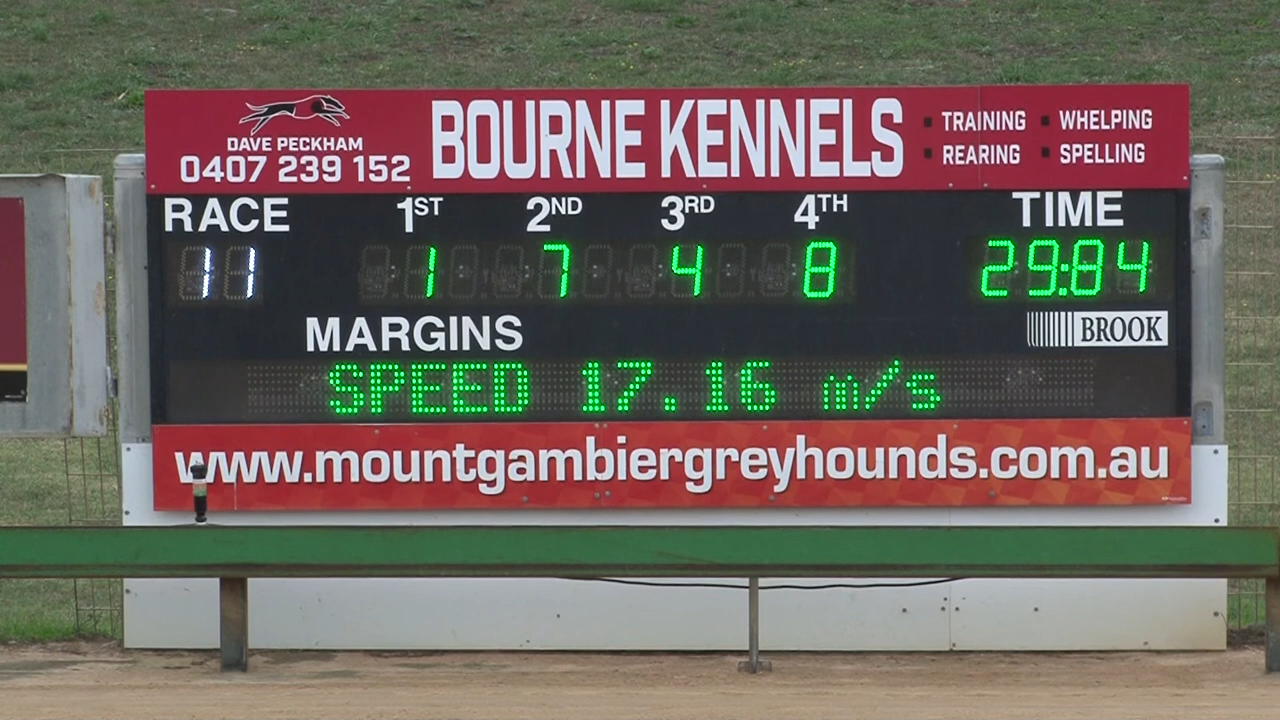 DAVE PECKHAM
0407 239 152
BOURNE KENNELS
TRAINING WHELPING
REARING SPELLING
RACE 1ST 2ND 3RD 4TH TIME
11 1 7 4 8 29:84
MARGINS
BROOK
SPEED 17.16 m/s
www.mountgambiergreyhounds.com.au